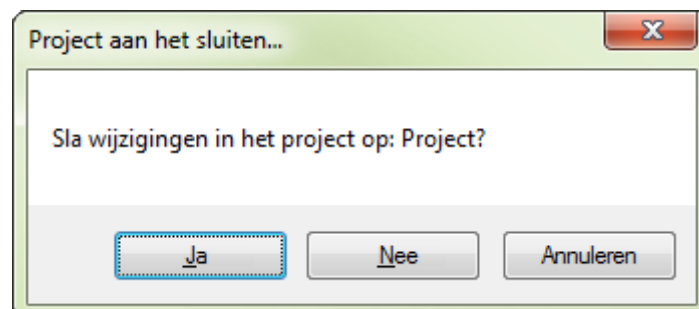 Project aan het sluiten...
Sla wijzigingen in het project op: Project?
Ja Nee Annuleren